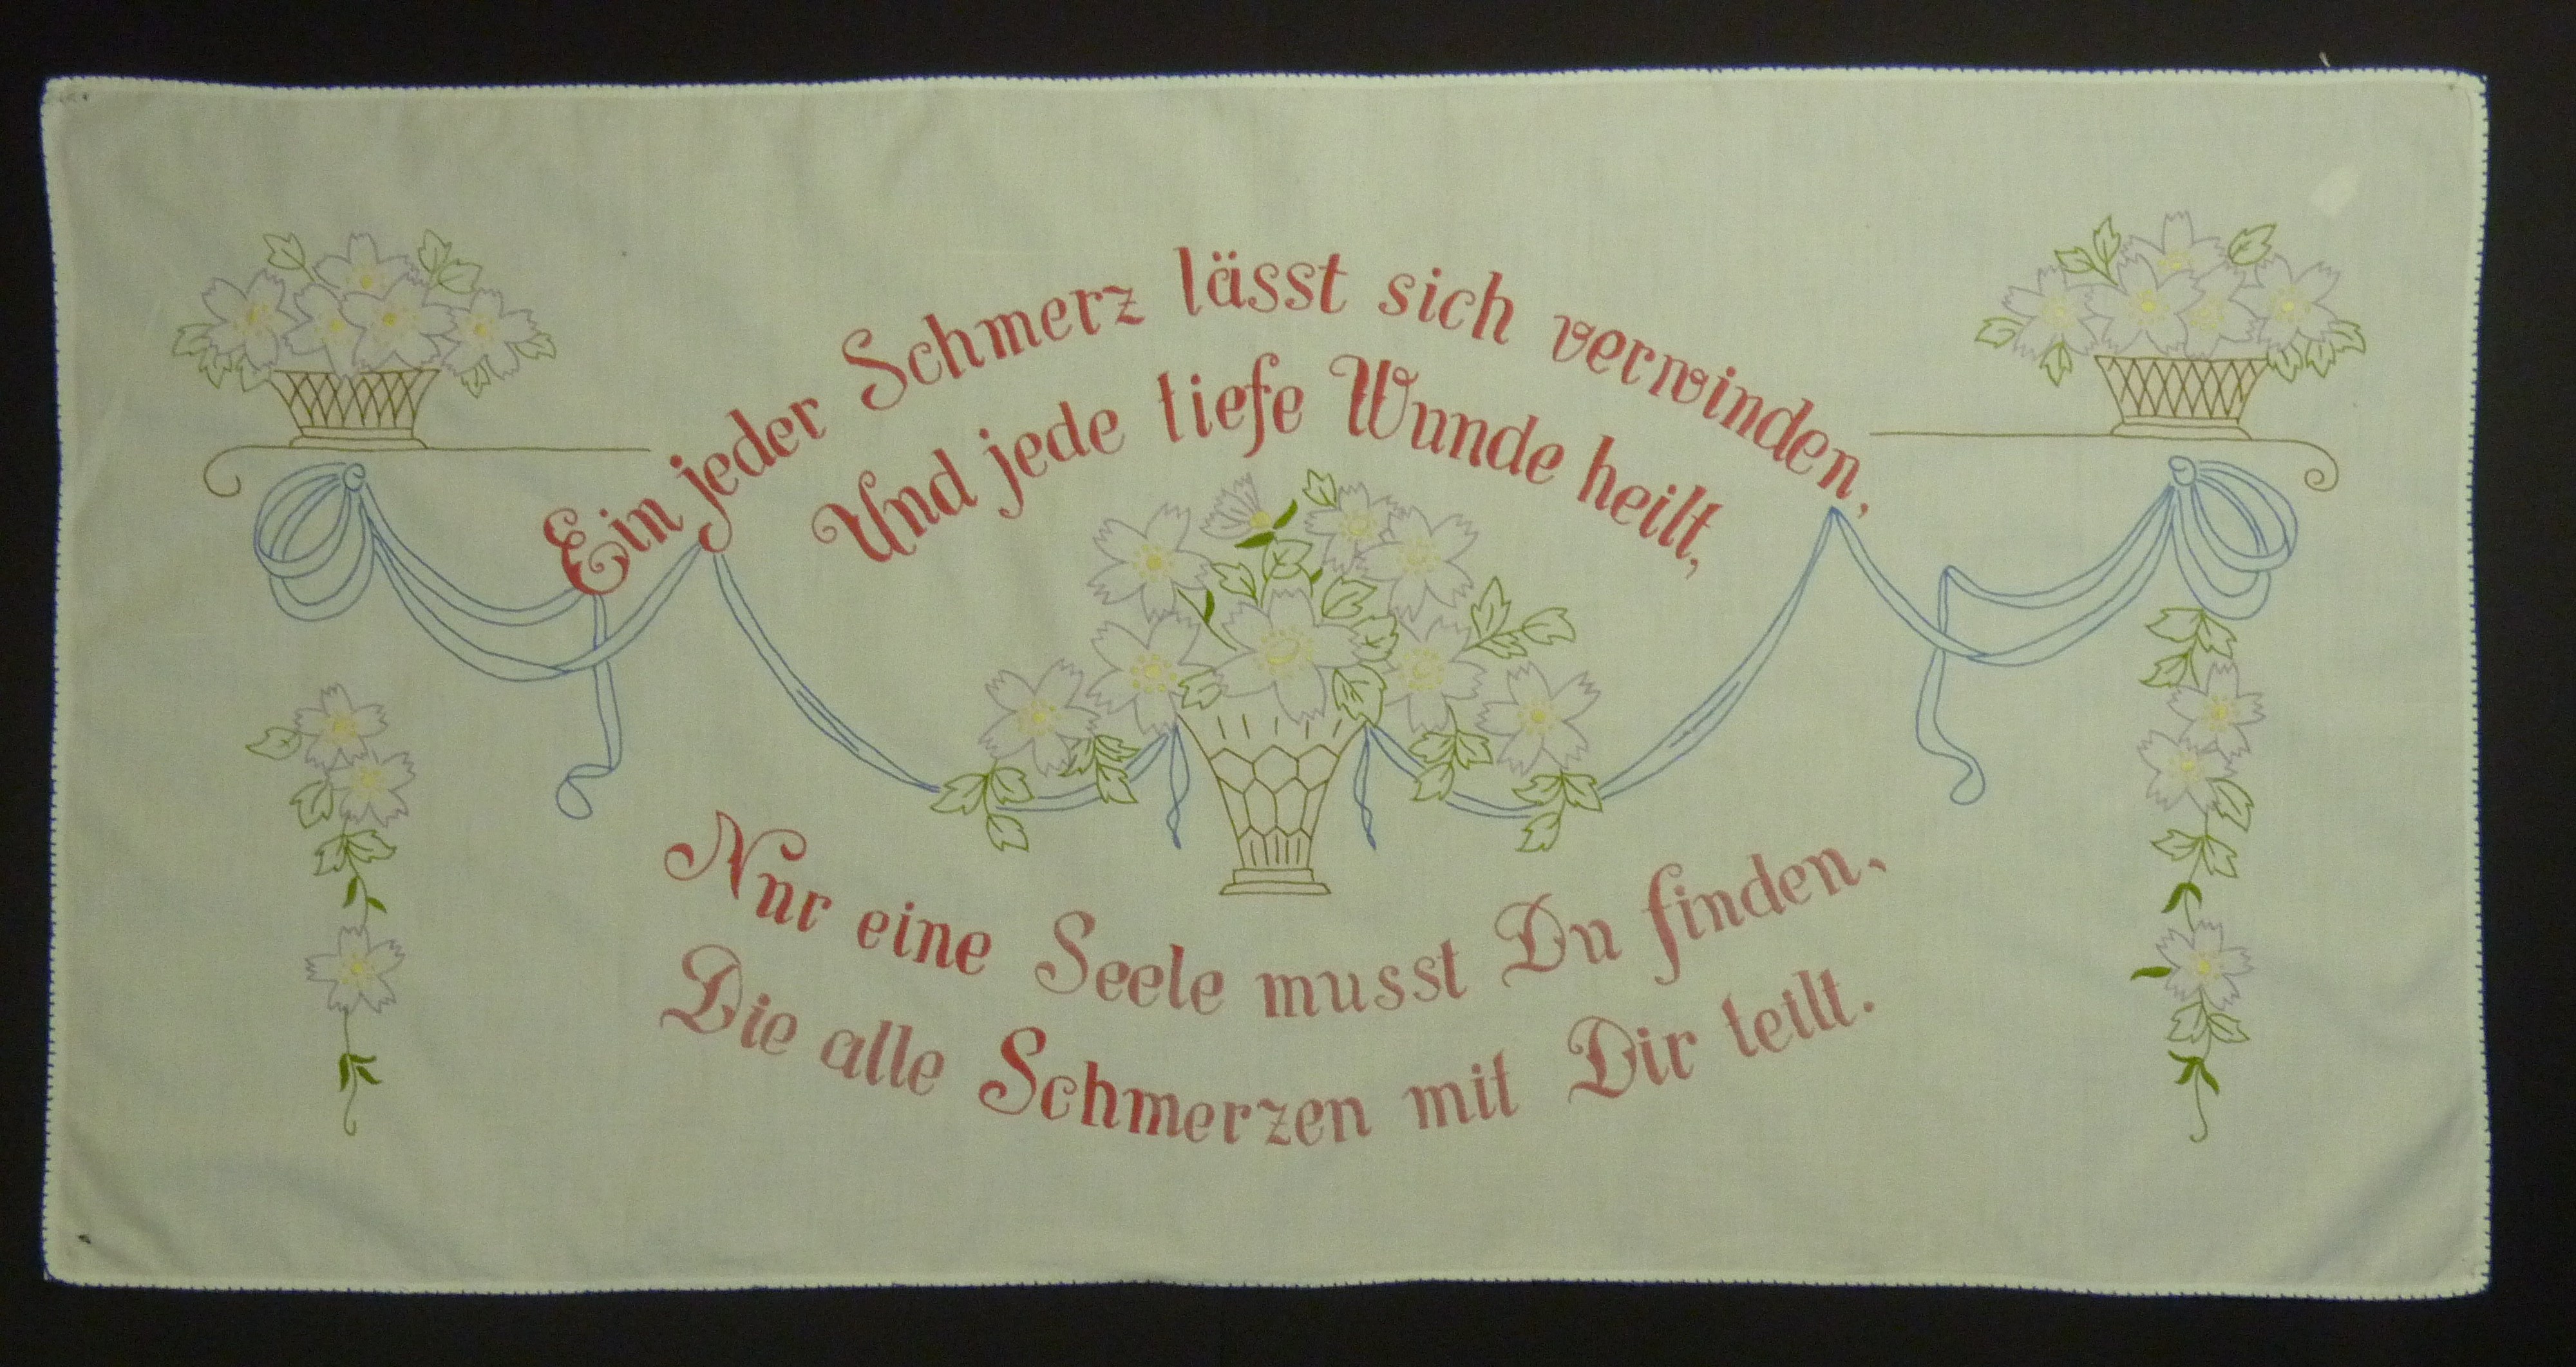 Ein jeder Schmerz lässt sich verwinden,
Und jede tiefe Wunde heilt,
Nur eine Seele musst Du finden,
Die alle Schmerzen mit Dir teilt.